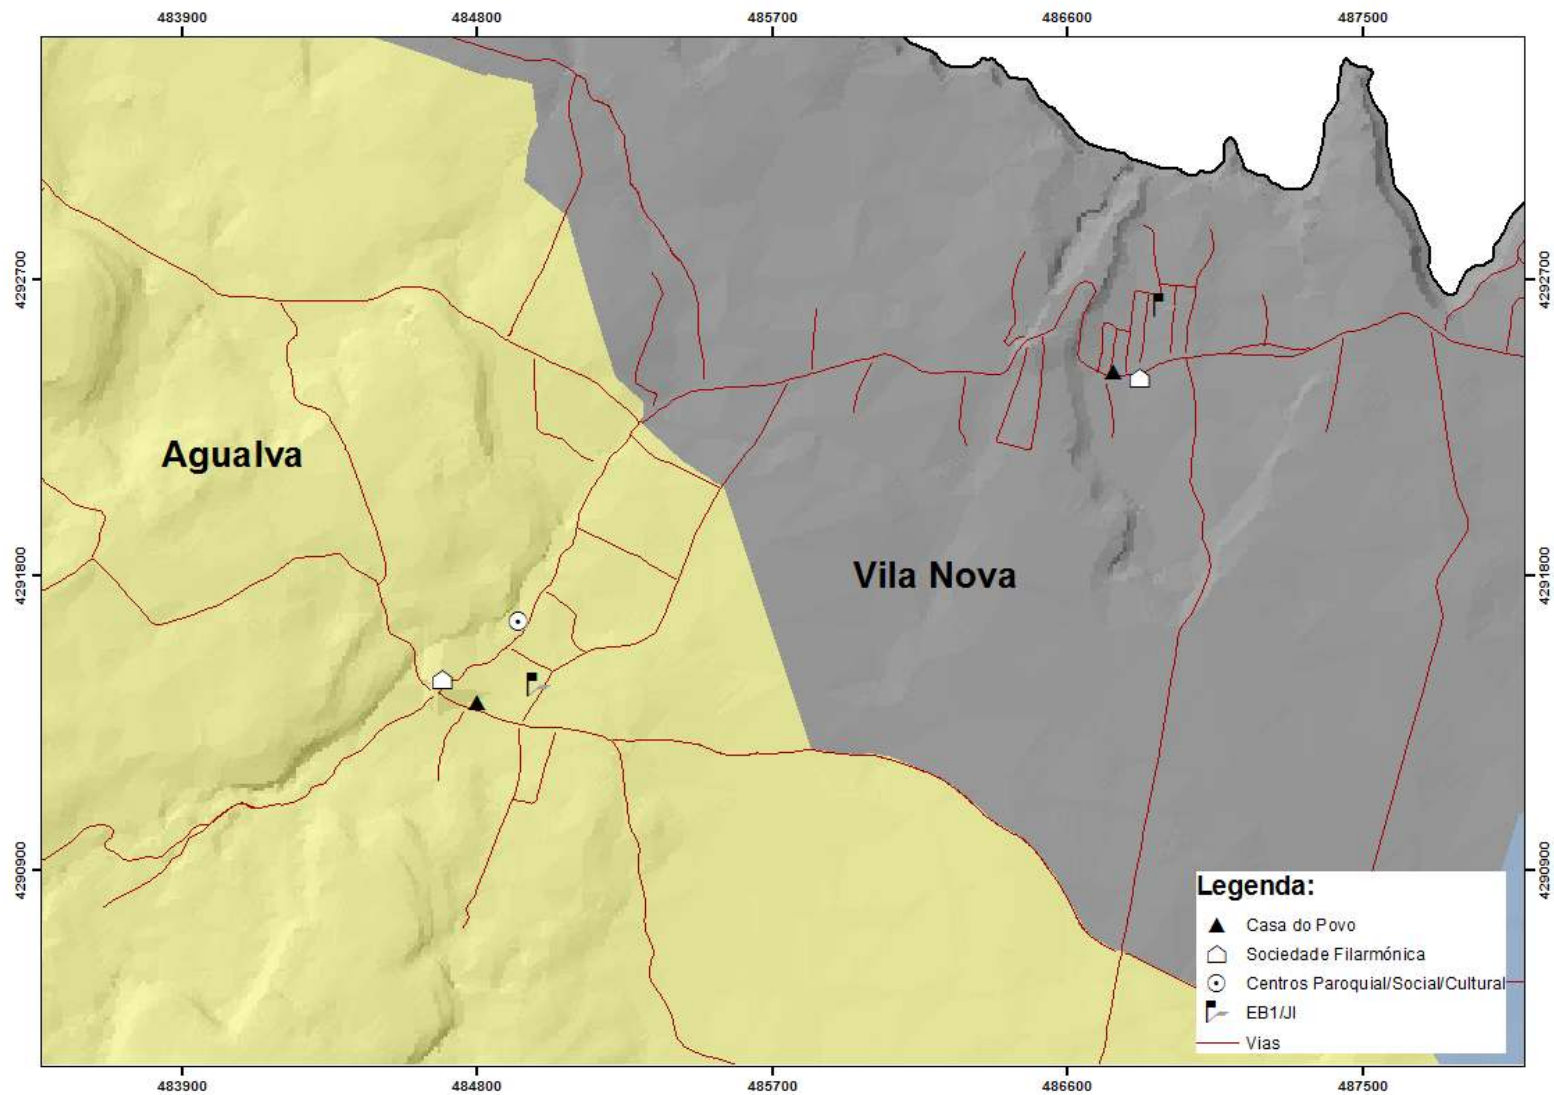 483900 484800 485700 486600 487500
4292700 4292700
Agualva
Vila Nova
4291800 4291800
4290900 4290900
Legenda:
Casa do Povo
Sociedade Filarmónica
Centros Paroquial/Social/Cultural
EB1/JI
Vias
483900 484800 485700 486600 487500